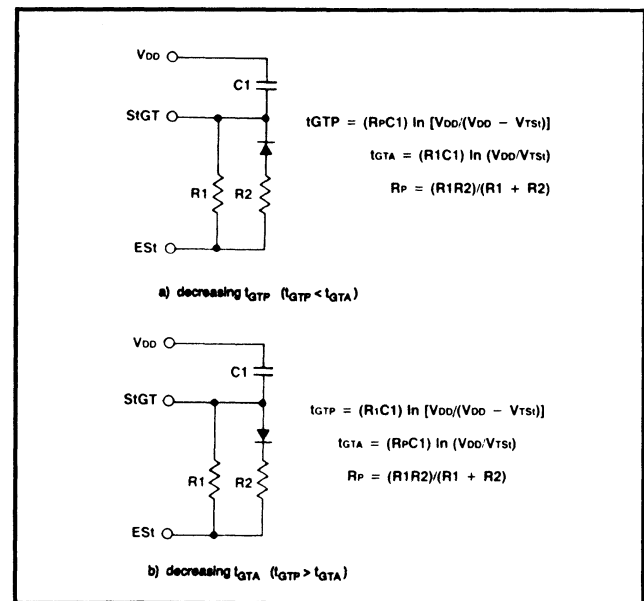 VDD
C1
StGT
R1
R2
ESt
tGTP = (RPC1) ln [VDD/(VDD – VTSt)]
tGTA = (R1C1) ln (VDD/VTSt)
RP = (R1R2)/(R1 + R2)
a) decreasing tGTP (tGTP < tGTA)
VDD
C1
StGT
R1
R2
ESt
tGTP = (R1C1) ln [VDD/(VDD – VTSt)]
tGTA = (RPC1) ln (VDD/VTSt)
RP = (R1R2)/(R1 + R2)
b) decreasing tGTA (tGTP > tGTA)